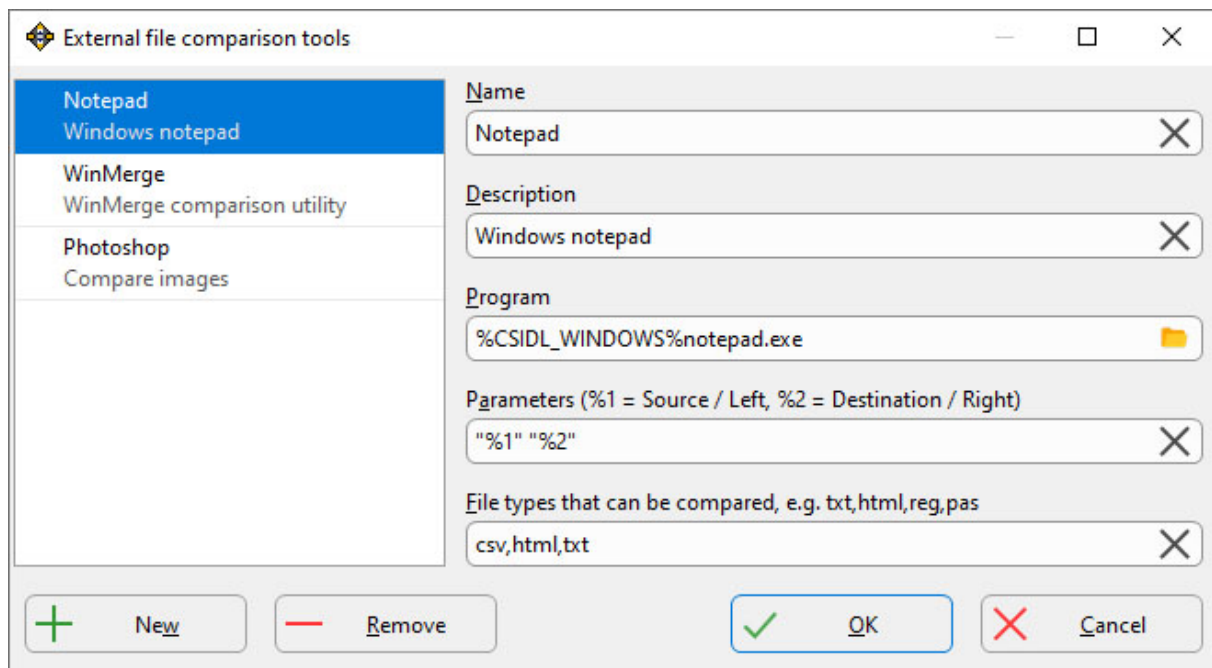 External file comparison tools
Notepad
Windows notepad
WinMerge
WinMerge comparison utility
Photoshop
Compare images
Name
Notepad
Description
Windows notepad
Program
%CSIDL_WINDOWS%notepad.exe
Parameters (%1 = Source / Left, %2 = Destination / Right)
"%1" "%2"
File types that can be compared, e.g. txt,html,reg,pas
csv,html,txt
New
Remove
OK
Cancel